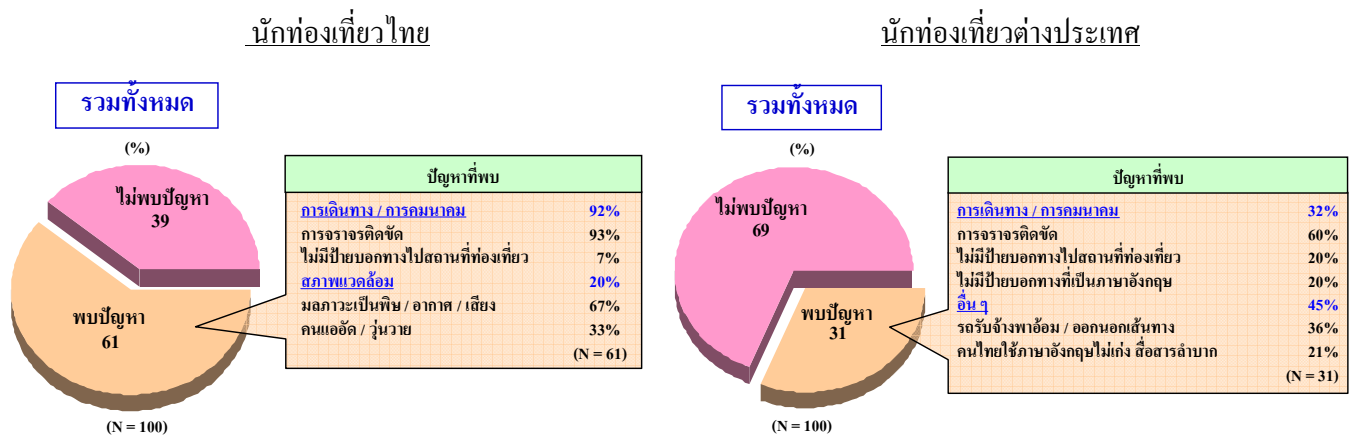 นักท่องเที่ยวไทย
รวมทั้งหมด
(%)
ไม่พบปัญหา
39
พบปัญหา
61
(N = 100)
ปัญหาที่พบ
การเดินทาง / การคมนาคม 92%
การจราจรติดขัด 93%
ไม่มีป้ายบอกทางไปสถานที่ท่องเที่ยว 7%
สภาพแวดล้อม 20%
มลภาวะเป็นพิษ / อากาศ / เสียง 67%
คนแออัด / วุ่นวาย 33%
(N = 61)
นักท่องเที่ยวต่างประเทศ
รวมทั้งหมด
(%)
ไม่พบปัญหา
69
พบปัญหา
31
(N = 100)
ปัญหาที่พบ
การเดินทาง / การคมนาคม 32%
การจราจรติดขัด 60%
ไม่มีป้ายบอกทางไปสถานที่ท่องเที่ยว 20%
ไม่มีป้ายบอกทางที่เป็นภาษาอังกฤษ 20%
อื่น ๆ 45%
รถรับจ้างพาอ้อม / ออกนอกเส้นทาง 36%
คนไทยใช้ภาษาอังกฤษไม่เก่ง สื่อสารลำบาก 21%
(N = 31)